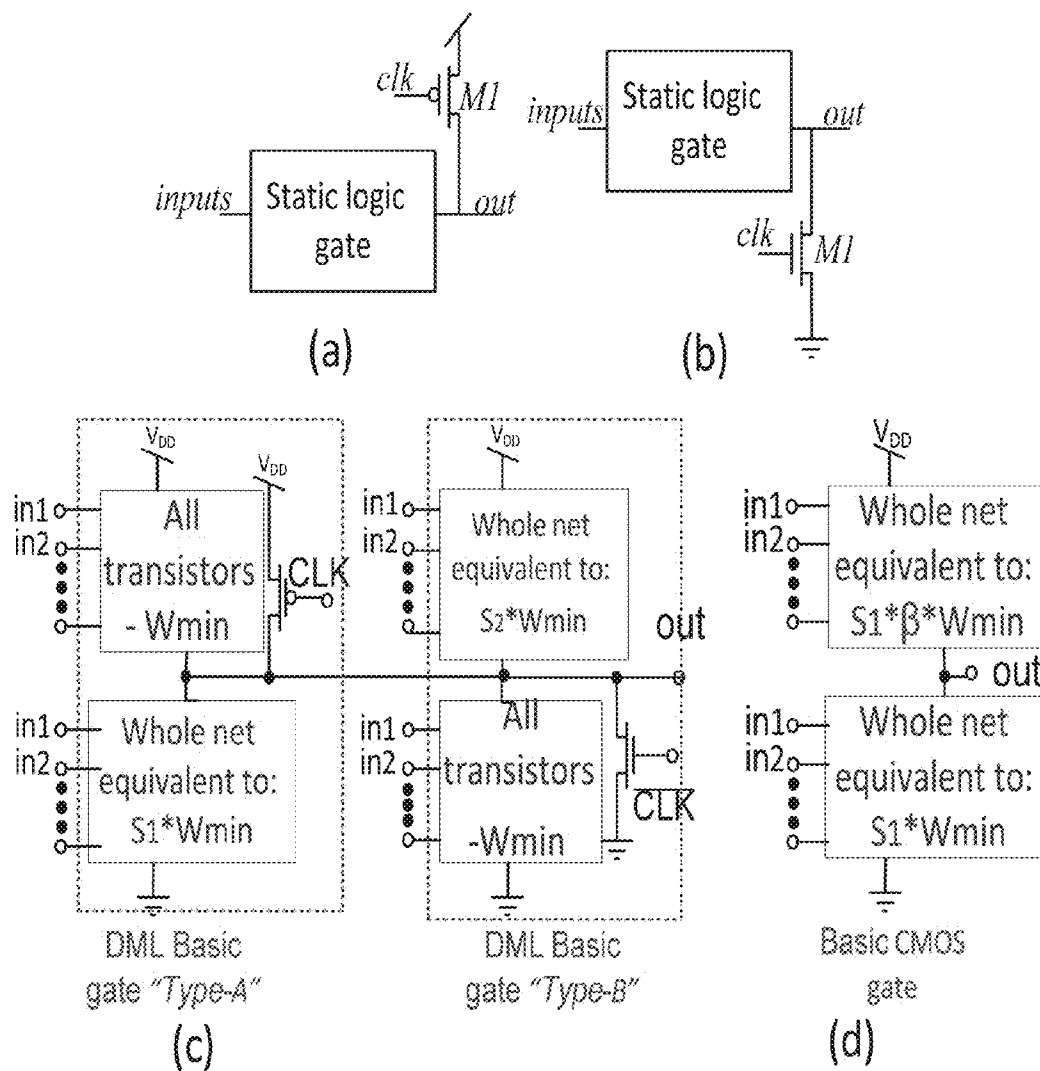 clk
M1
inputs
Static logic
gate
out
(a)
inputs
Static logic
gate
out
clk
M1
(b)
VDD
VDD
in1
in2
All
transistors
- Wmin
CLK
in1
in2
Whole net
equivalent to:
S1*Wmin
DML Basic
gate "Type-A"
(c)
VDD
in1
in2
Whole net
equivalent to:
S2*Wmin
out
in1
in2
All
transistors
-Wmin
CLK
DML Basic
gate "Type-B"
VDD
in1
in2
Whole net
equivalent to:
S1*β*Wmin
out
in1
in2
Whole net
equivalent to:
S1*Wmin
Basic CMOS
gate
(d)